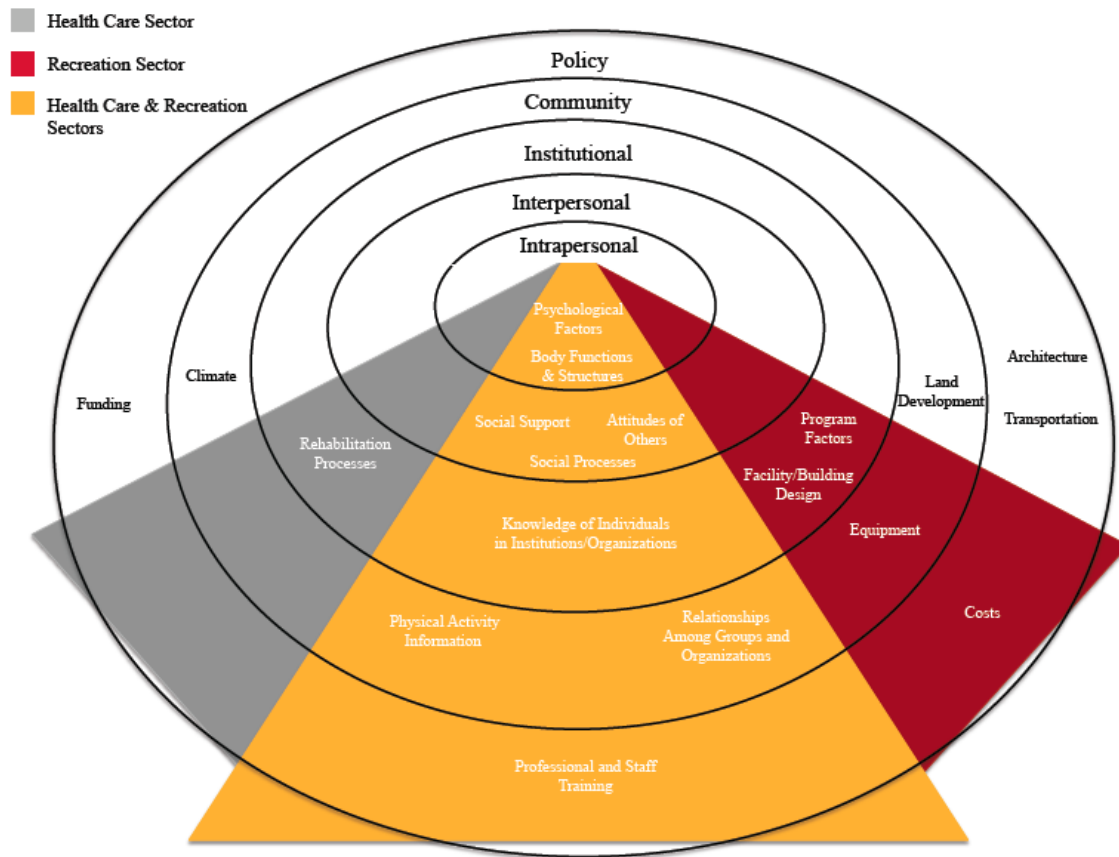 Health Care Sector
Recreation Sector
Health Care & Recreation
Sectors
Policy
Community
Institutional
Interpersonal
Intrapersonal
Psychological
Factors
Body Functions
& Structures
Architecture
Climate
Land
Development
Funding
Transportation
Social Support
Attitudes of
Others
Program
Factors
Rehabilitation
Processes
Social Processes
Facility/Building
Design
Knowledge of Individuals
in Institutions/Organizations
Equipment
Physical Activity
Information
Relationships
Among Groups and
Organizations
Costs
Professional and Staff
Training